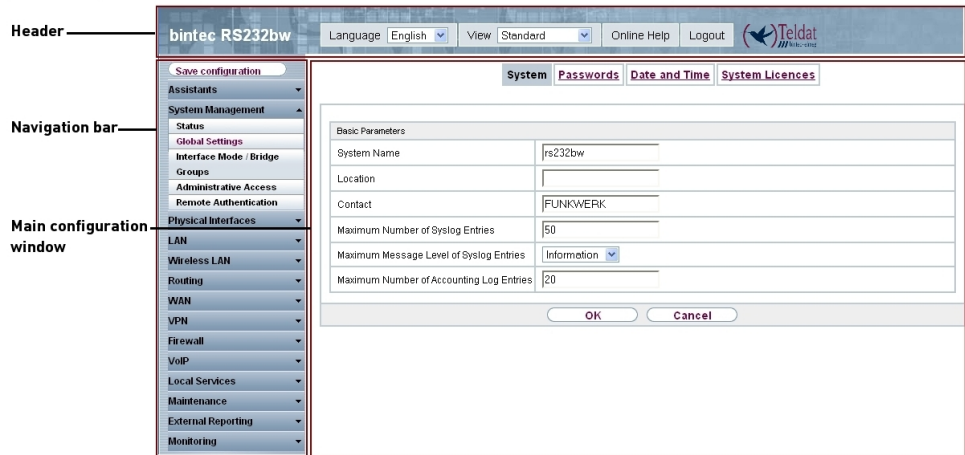 Header
bintec RS232bw
Language English View Standard Online Help Logout Teldat
Navigation bar
Main configuration window
Save configuration
Assistants
System Management
Status
Global Settings
Interface Mode / Bridge
Groups
Administrative Access
Remote Authentication
Physical Interfaces
LAN
Wireless LAN
Routing
WAN
VPN
Firewall
VoIP
Local Services
Maintenance
External Reporting
Monitoring
System Passwords Date and Time System Licences
Basic Parameters
System Name rs232bw
Location
Contact FUNKWERK
Maximum Number of Syslog Entries 50
Maximum Message Level of Syslog Entries Information
Maximum Number of Accounting Log Entries 20
OK Cancel